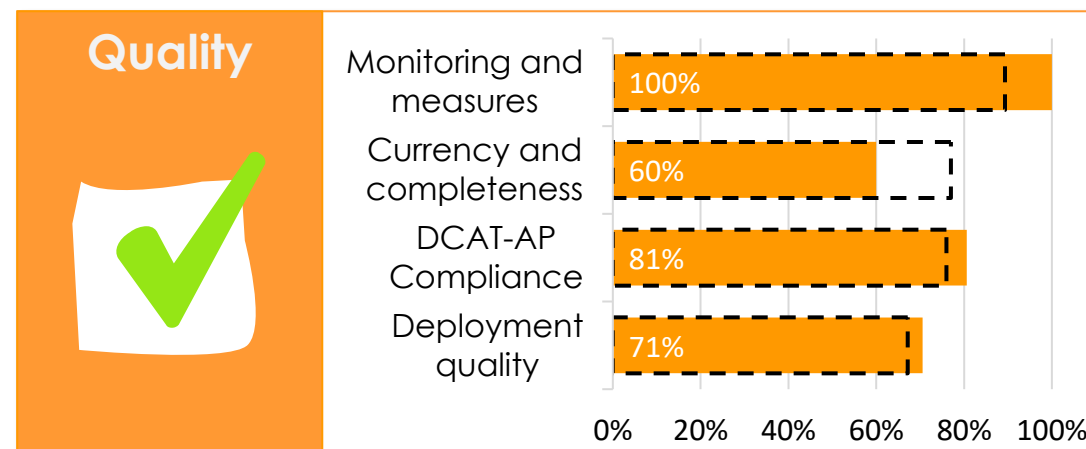 Quality
Monitoring and
measures
100%
Currency and
completeness
60%
DCAT-AP
Compliance
81%
Deployment
quality
71%
0% 20% 40% 60% 80% 100%